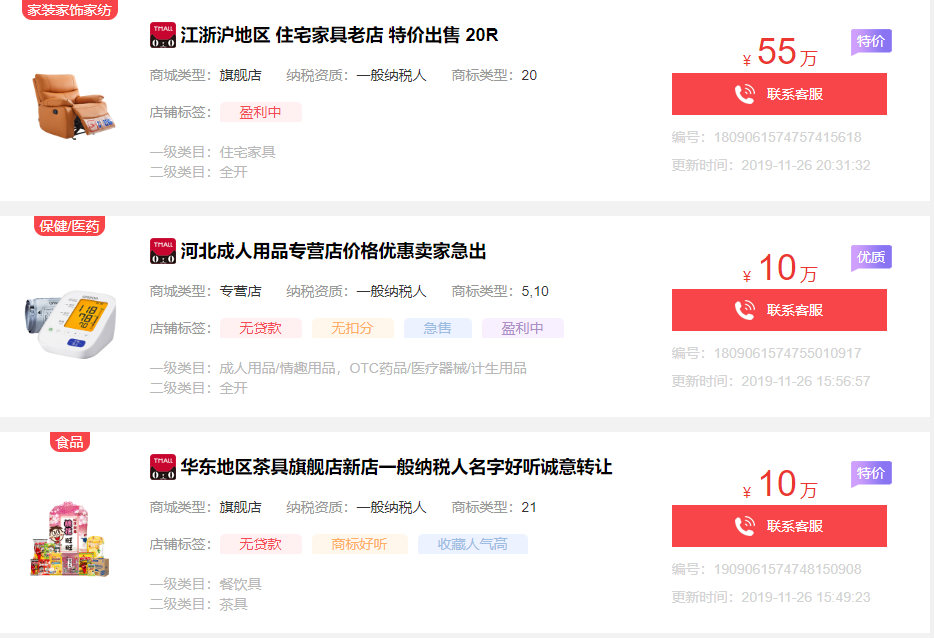 家装家饰家纺
TMALL 江浙沪地区 住宅家具老店 特价出售 20R
商城类型：旗舰店 纳税资质：一般纳税人 商标类型：20
店铺标签：盈利中
一级类目：住宅家具
二级类目：全开
¥ 55万
特价
联系客服
编号：1809061574757415618
更新时间：2019-11-26 20:31:32
保健/医药
TMALL 河北成人用品专营店价格优惠卖家急出
商城类型：专营店 纳税资质：一般纳税人 商标类型：5,10
店铺标签：无贷款 无扣分 急售 盈利中
一级类目：成人用品/情趣用品，OTC药品/医疗器械/计生用品
二级类目：全开
¥ 10万
优质
联系客服
编号：1809061574755010917
更新时间：2019-11-26 15:56:57
食品
TMALL 华东地区茶具旗舰店新店一般纳税人名字好听诚意转让
商城类型：旗舰店 纳税资质：一般纳税人 商标类型：21
店铺标签：无贷款 商标好听 收藏人气高
一级类目：餐饮具
二级类目：茶具
¥ 10万
特价
联系客服
编号：1909061574748150908
更新时间：2019-11-26 15:49:23